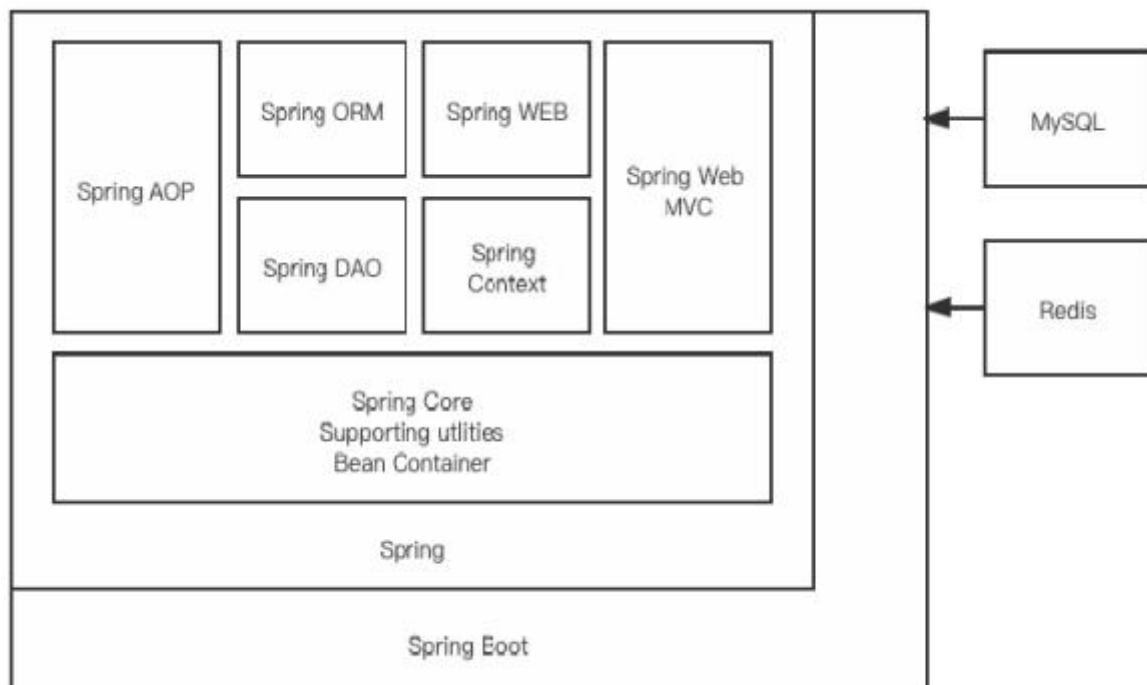 Spring AOP
Spring ORM
Spring WEB
Spring DAO
Spring
Context
Spring Web
MVC
Spring Core
Supporting utlities
Bean Container
Spring
Spring Eoot
MySQL
Redis